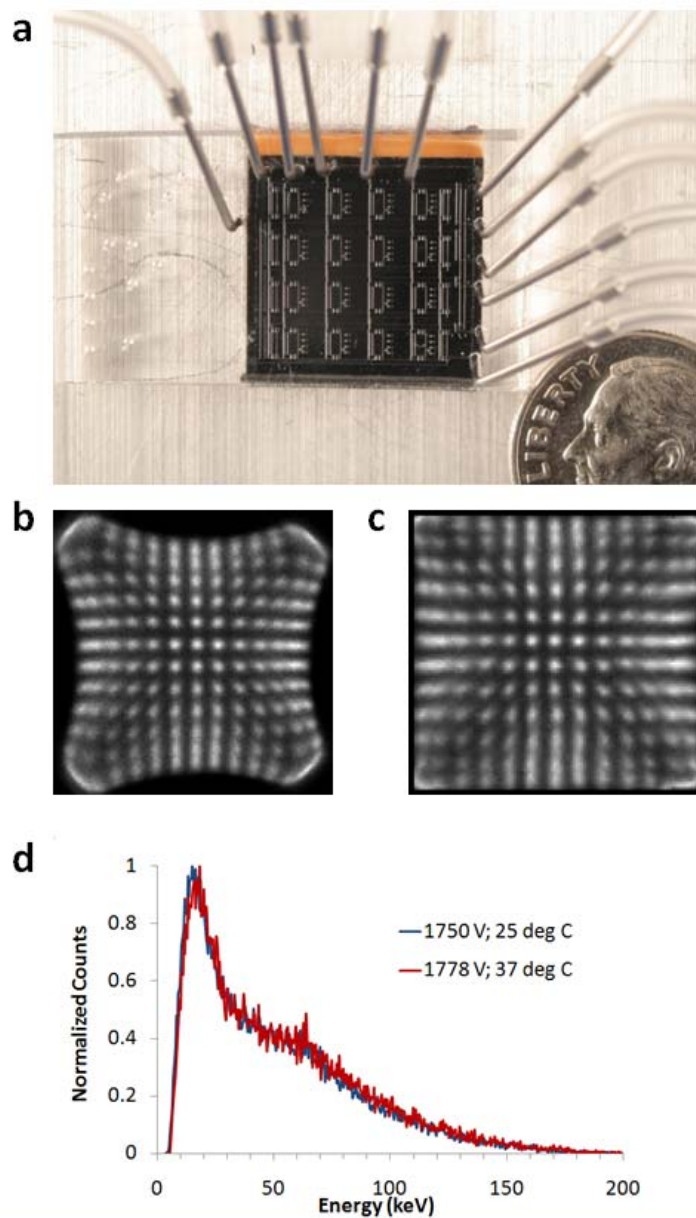 a
LIBERTY
b
c
d
1
0.8
0.6
0.4
0.2
0
Normalized Counts
1750 V; 25 deg C
1778 V; 37 deg C
0
50
100
150
200
Energy (keV)